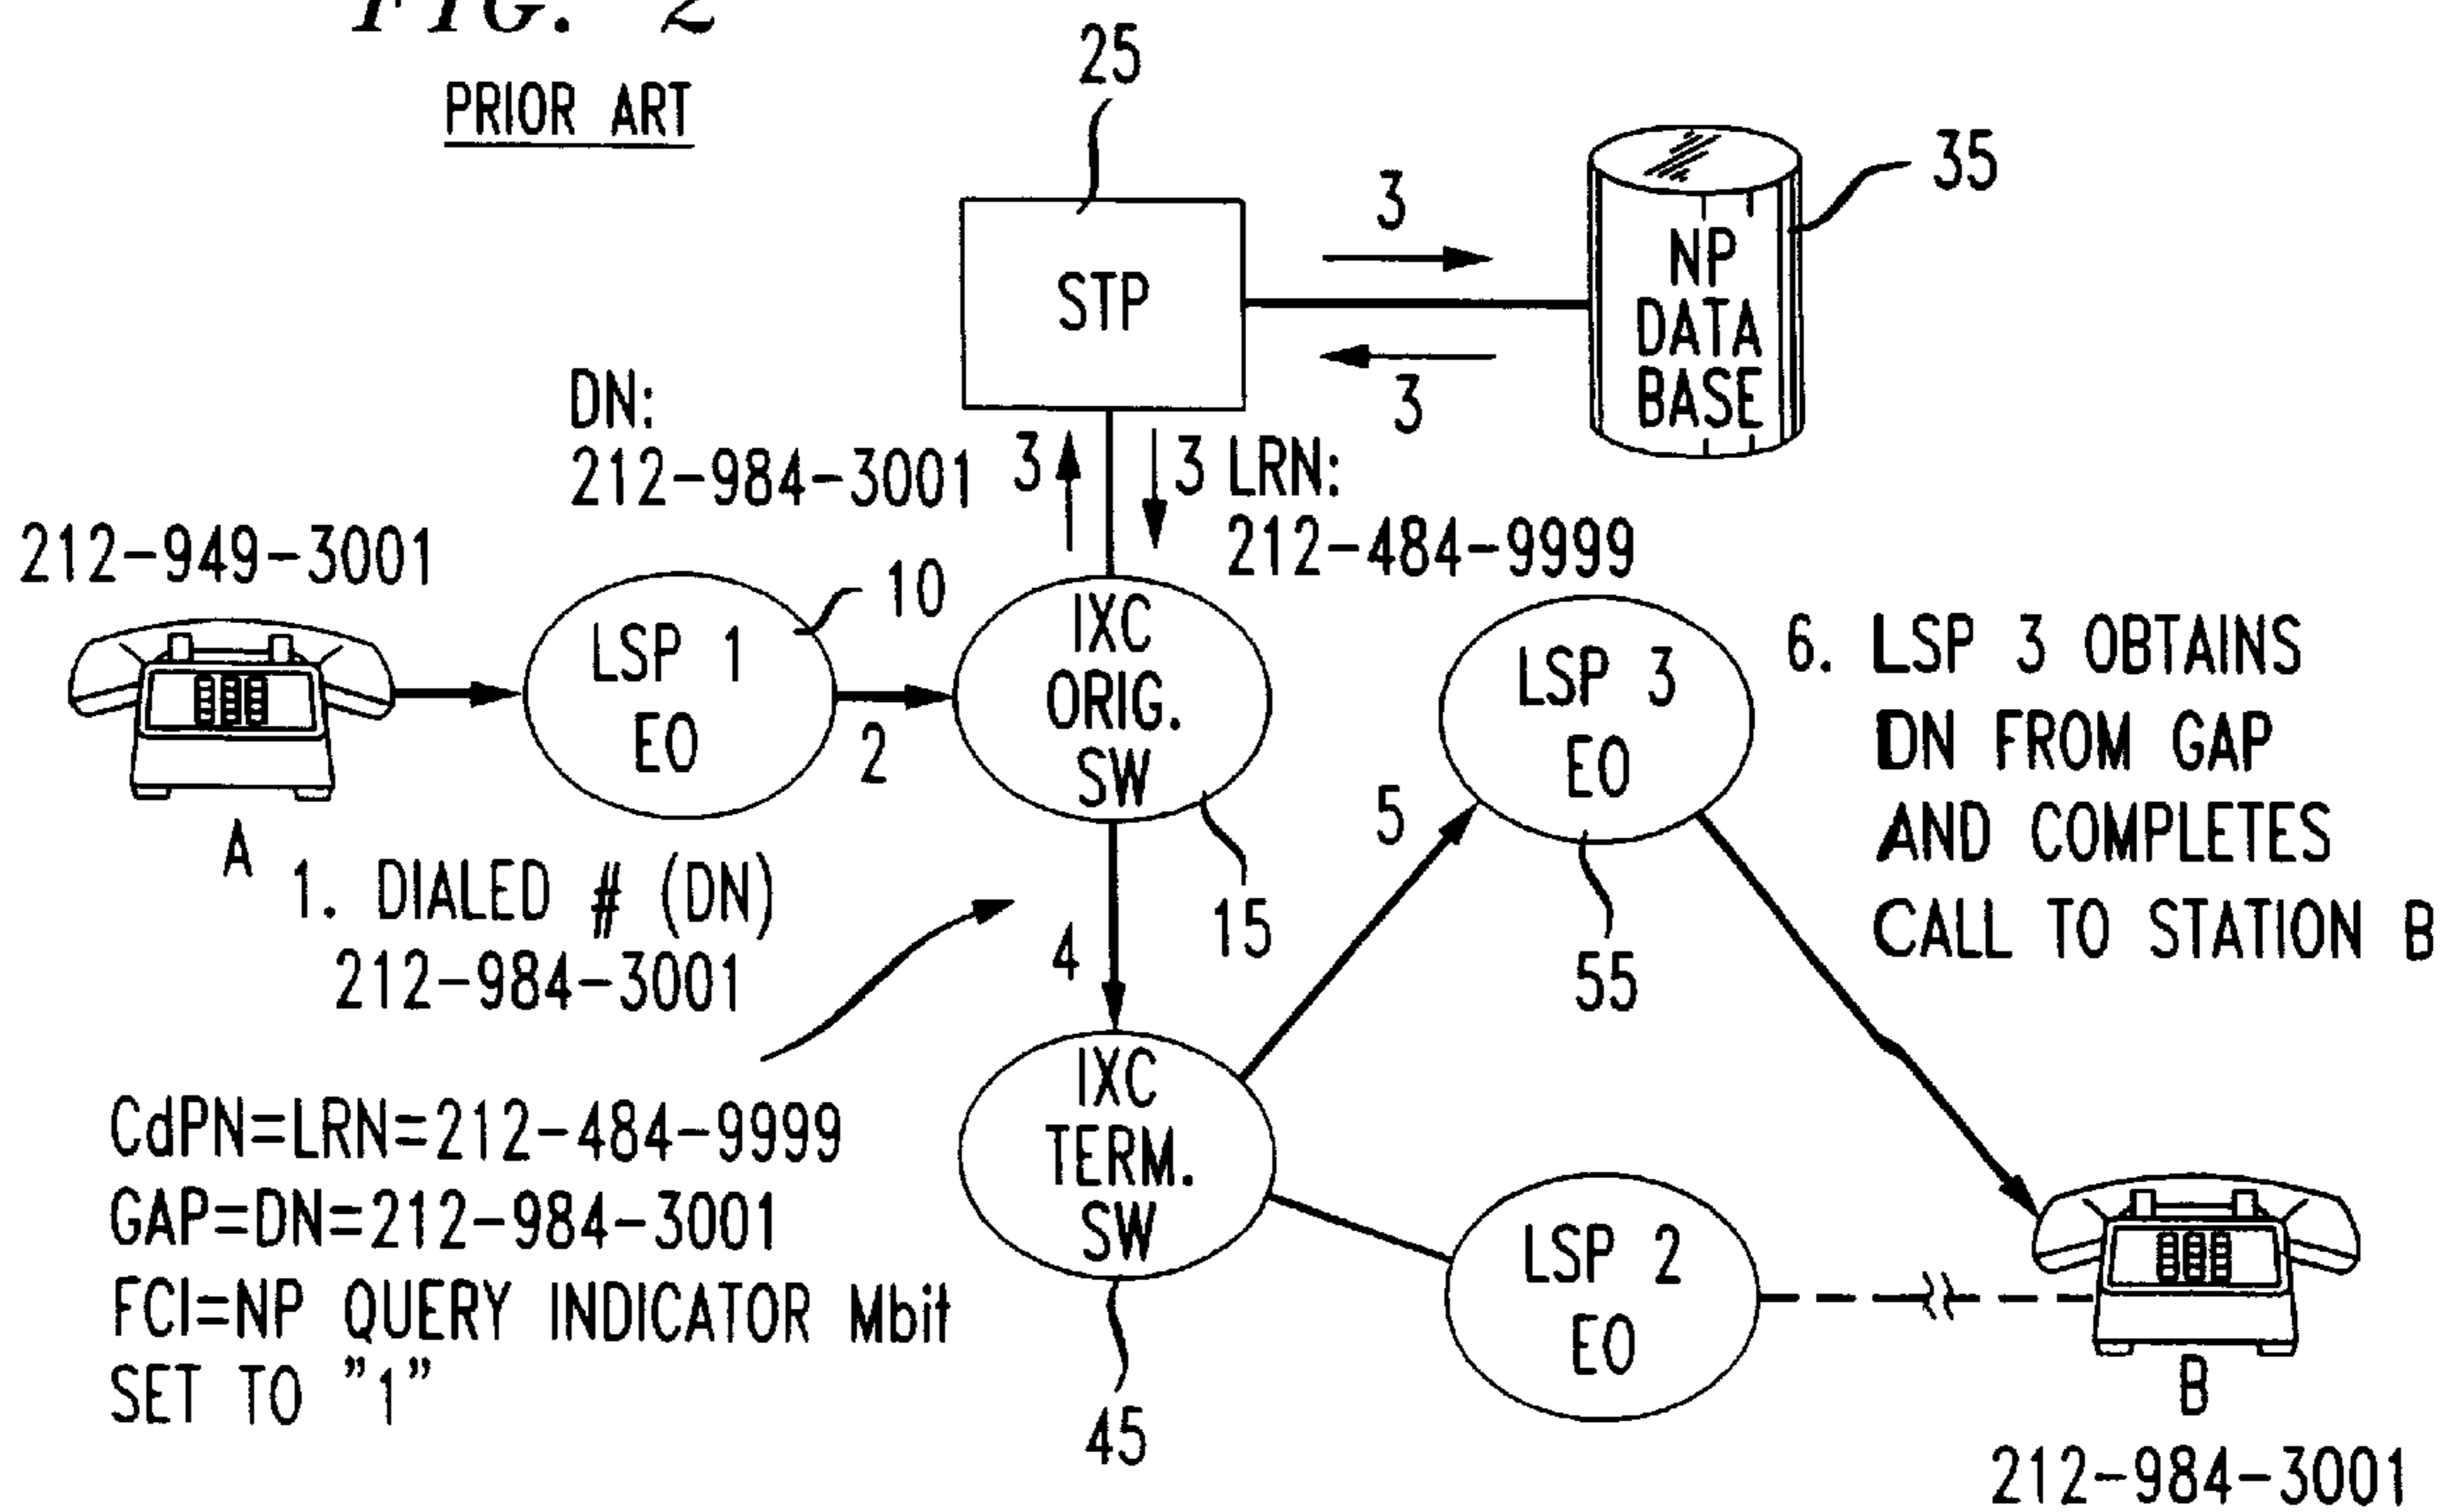 FIG. 2
PRIOR ART
25
35
3
STP
NP
DATA
BASE
3
DN:
212-984-3001
3
3 LRN:
212-484-9999
212-949-3001
10
LSP 1
EO
IXC
ORIG.
SW
LSP 3
EO
6. LSP 3 OBTAINS
DN FROM GAP
AND COMPLETES
CALL TO STATION B
2
5
A
1. DIALED # (DN)
212-984-3001
15
4
55
CdPN=LRN=212-484-9999
GAP=DN=212-984-3001
FCI=NP QUERY INDICATOR Mbit
SET TO "1"
IXC
TERM.
SW
LSP 2
EO
45
B
212-984-3001